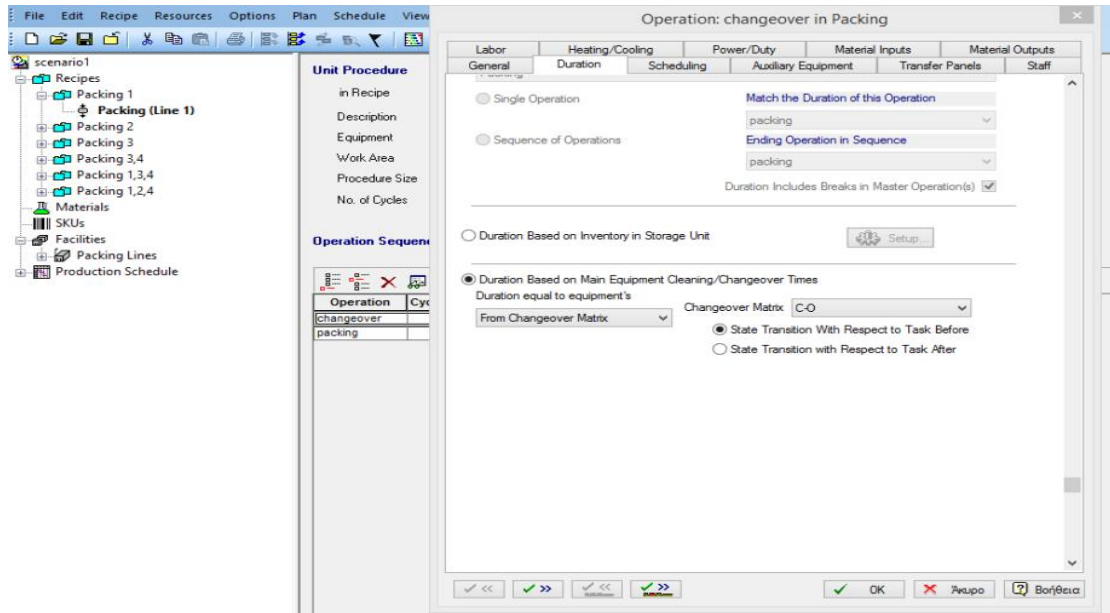 File Edit Recipe Resources Options Plan Schedule View
Operation: changeover in Packing
scenario1
Recipes
Packing 1
Packing (Line 1)
Packing 2
Packing 3
Packing 3,4
Packing 1,3,4
Packing 1,2,4
Materials
SKUs
Facilities
Packing Lines
Production Schedule
Unit Procedure
in Recipe
Description
Equipment
Work Area
Procedure Size
No. of Cycles
Operation Sequen
Operation Cyc
changeover
packing
Labor Heating/Cooling Power/Duty Material Inputs Material Outputs
General Duration Scheduling Auxiliary Equipment Transfer Panels Staff
Single Operation Match the Duration of this Operation
packing
Sequence of Operations Ending Operation in Sequence
packing
Duration Includes Breaks in Master Operation(s)
Duration Based on Inventory in Storage Unit Setup...
Duration Based on Main Equipment Cleaning/Changeover Times
Duration equal to equipment's Changeover Matrix C-O
From Changeover Matrix
State Transition With Respect to Task Before
State Transition with Respect to Task After
OK Άκυρο Βοήθεια